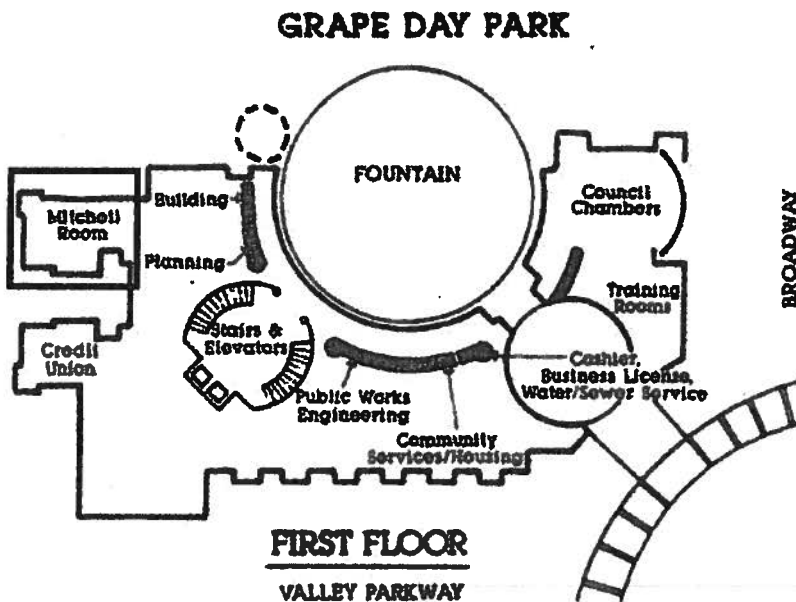 GRAPE DAY PARK
FOUNTAIN
Council
Chambers
BROADWAY
Building
Mitchell
Room
Planning
Training
Rooms
Stairs &
Elevators
Credit
Union
Cashier,
Business License,
Water/Sewer Service
Public Works
Engineering
Community
Services/Housing
FIRST FLOOR
VALLEY PARKWAY